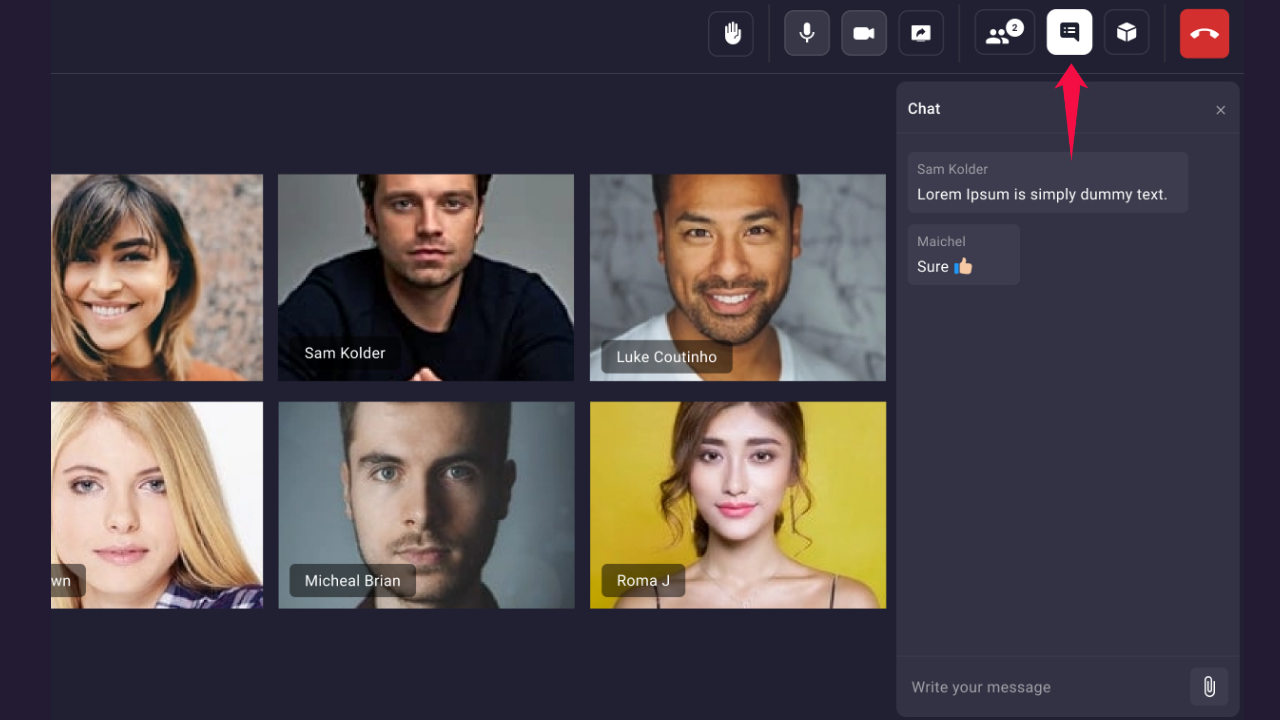 2
Chat
×
Sam Kolder
Lorem Ipsum is simply dummy text.
Maichel
Sure 👍🏼
Sam Kolder
Luke Coutinho
wn
Micheal Brian
Roma J
Write your message